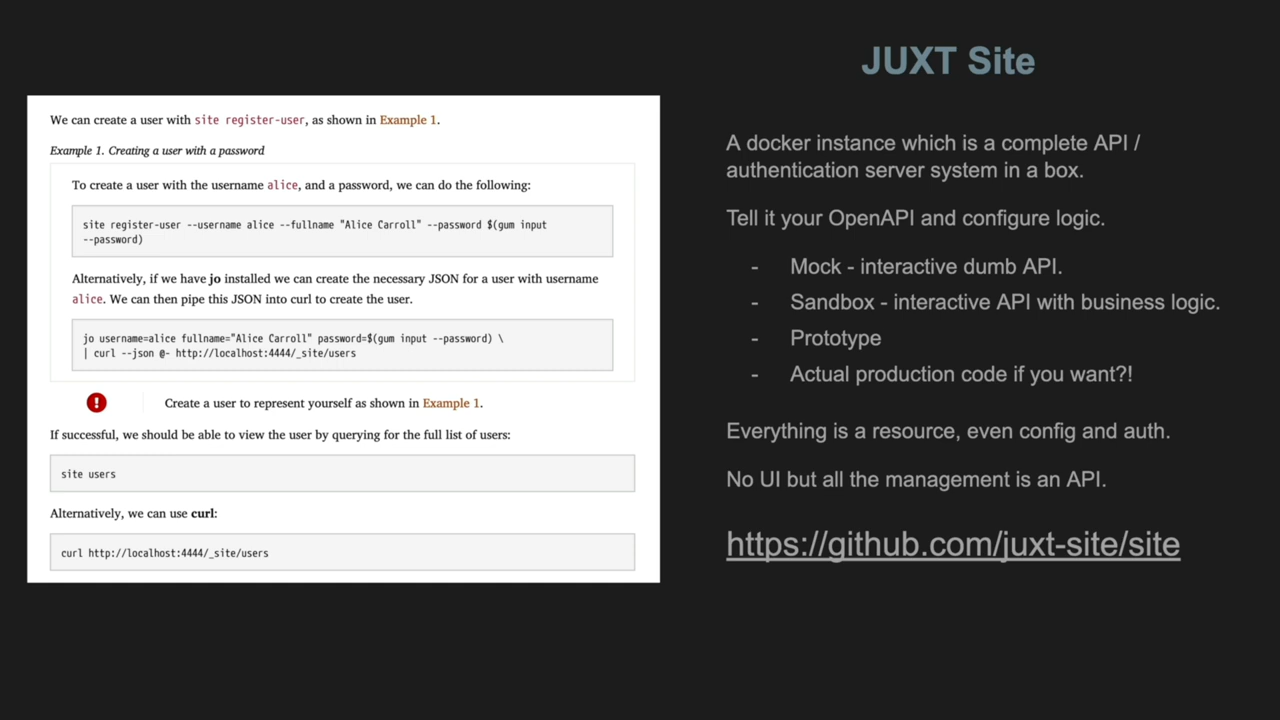 JUXT Site
We can create a user with site register-user, as shown in Example 1.
Example 1. Creating a user with a password
To create a user with the username alice, and a password, we can do the following:
site register-user --username alice --fullname "Alice Carroll" --password $(gum input
--password)
Alternatively, if we have jo installed we can create the necessary JSON for a user with username
alice. We can then pipe this JSON into curl to create the user.
jo username=alice fullname="Alice Carroll" password=$(gum input --password) \
| curl --json @- http://localhost:4444/_site/users
Create a user to represent yourself as shown in Example 1.
If successful, we should be able to view the user by querying for the full list of users:
site users
Alternatively, we can use curl:
curl http://localhost:4444/_site/users
A docker instance which is a complete API /
authentication server system in a box.
Tell it your OpenAPI and configure logic.
- Mock - interactive dumb API.
- Sandbox - interactive API with business logic.
- Prototype
- Actual production code if you want?!
Everything is a resource, even config and auth.
No UI but all the management is an API.
https://github.com/juxt-site/site